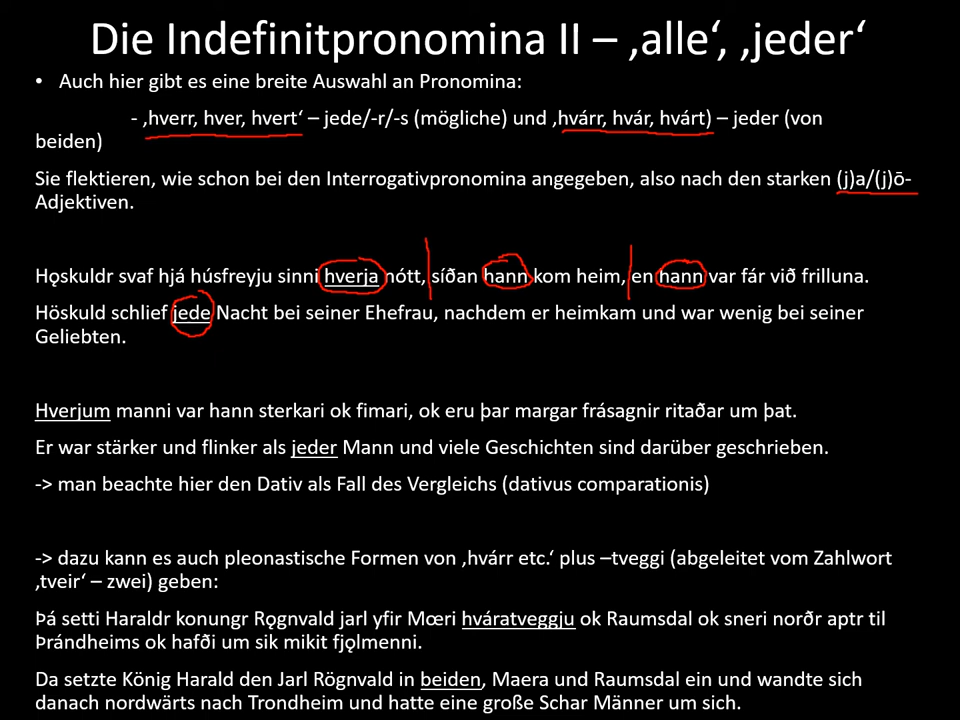 Die Indefinitpronomina II – ‚alle‘, ‚jeder‘
• Auch hier gibt es eine breite Auswahl an Pronomina:
- ‚hverr, hver, hvert‘ – jede/-r/-s (mögliche) und ‚hvárr, hvár, hvárt) – jeder (von
beiden)
Sie flektieren, wie schon bei den Interrogativpronomina angegeben, also nach den starken (j)a/(j)ō-
Adjektiven.
Hǫskuldr svaf hjá húsfreyju sinni hverja nótt, síðan hann kom heim, en hann var fár við frilluna.
Höskuld schlief jede Nacht bei seiner Ehefrau, nachdem er heimkam und war wenig bei seiner
Geliebten.
Hverjum manni var hann sterkari ok fimari, ok eru þar margar frásagnir ritaðar um þat.
Er war stärker und flinker als jeder Mann und viele Geschichten sind darüber geschrieben.
-> man beachte hier den Dativ als Fall des Vergleichs (dativus comparationis)
-> dazu kann es auch pleonastische Formen von ‚hvárr etc.‘ plus –tveggi (abgeleitet vom Zahlwort
‚tveir‘ – zwei) geben:
Þá setti Haraldr konungr Rǫgnvald jarl yfir Mœri hváratveggju ok Raumsdal ok sneri norðr aptr til
Þrándheims ok hafði um sik mikit fjǫlmenni.
Da setzte König Harald den Jarl Rögnvald in beiden, Maera und Raumsdal ein und wandte sich
danach nordwärts nach Trondheim und hatte eine große Schar Männer um sich.